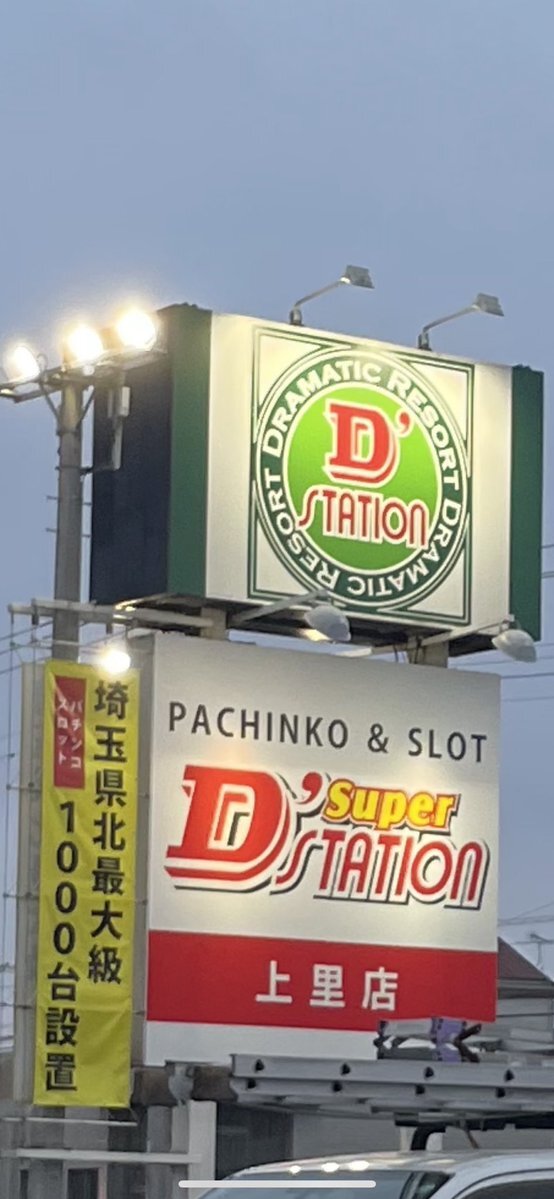 DRAMATIC RESORT DRAMATIC RESORT
D'
STATION
PACHINKO & SLOT
D' Super
STATION
上里店
埼玉県北最大級
パチンコ
スロット
1000台設置